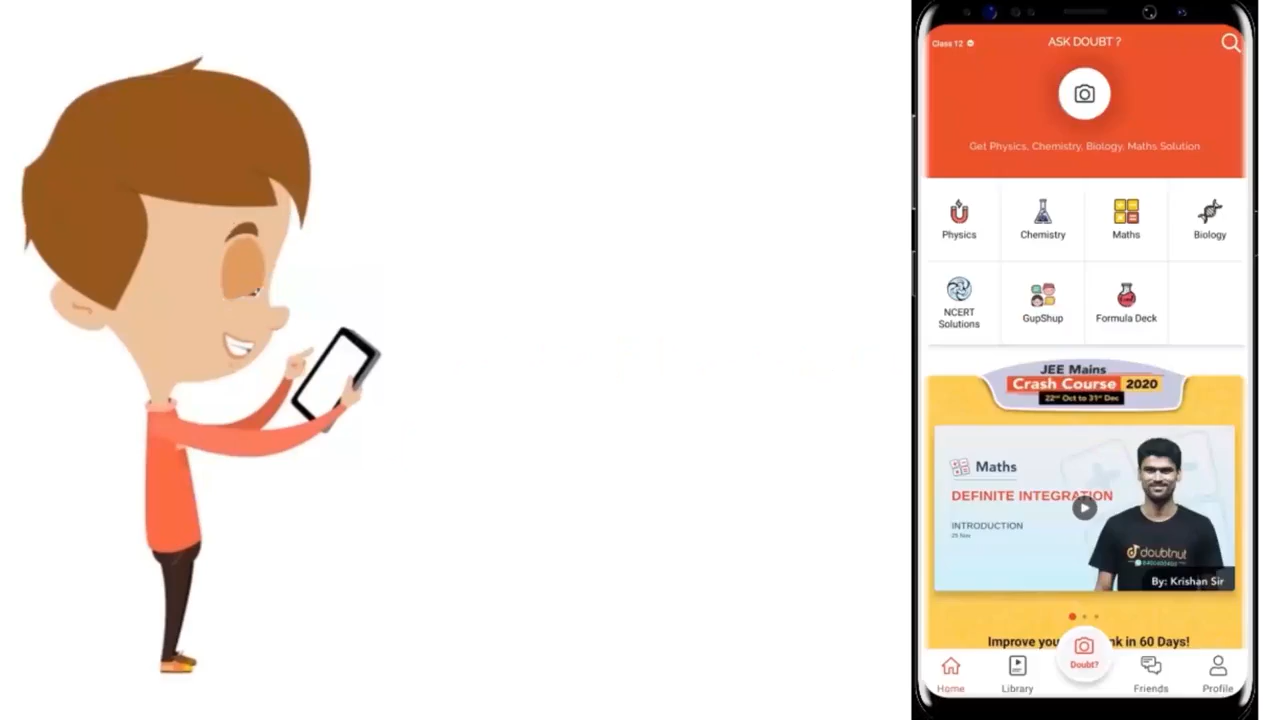 Class 12
ASK DOUBT ?
Get Physics, Chemistry, Biology, Maths Solution
Physics
Chemistry
Maths
Biology
NCERT
Solutions
GupShup
Formula Deck
JEE Mains
Crash Course 2020
22nd Oct to 31st Dec
Maths
DEFINITE INTEGRATION
INTRODUCTION
doubtnut
By: Krishan Sir
Improve you nk in 60 Days!
Doubt?
Home
Library
Friends
Profile